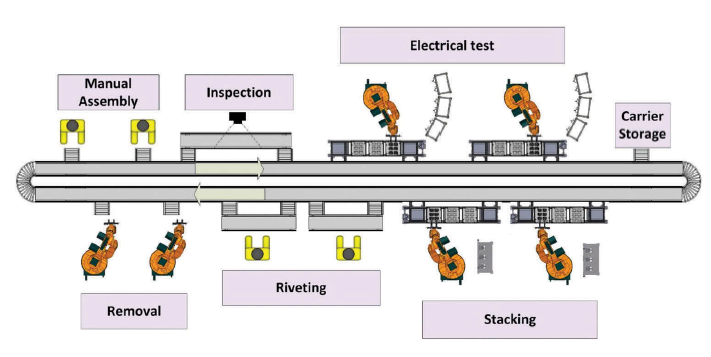 Electrical test
Manual
Assembly
Inspection
Carrier
Storage
Removal
Riveting
Stacking